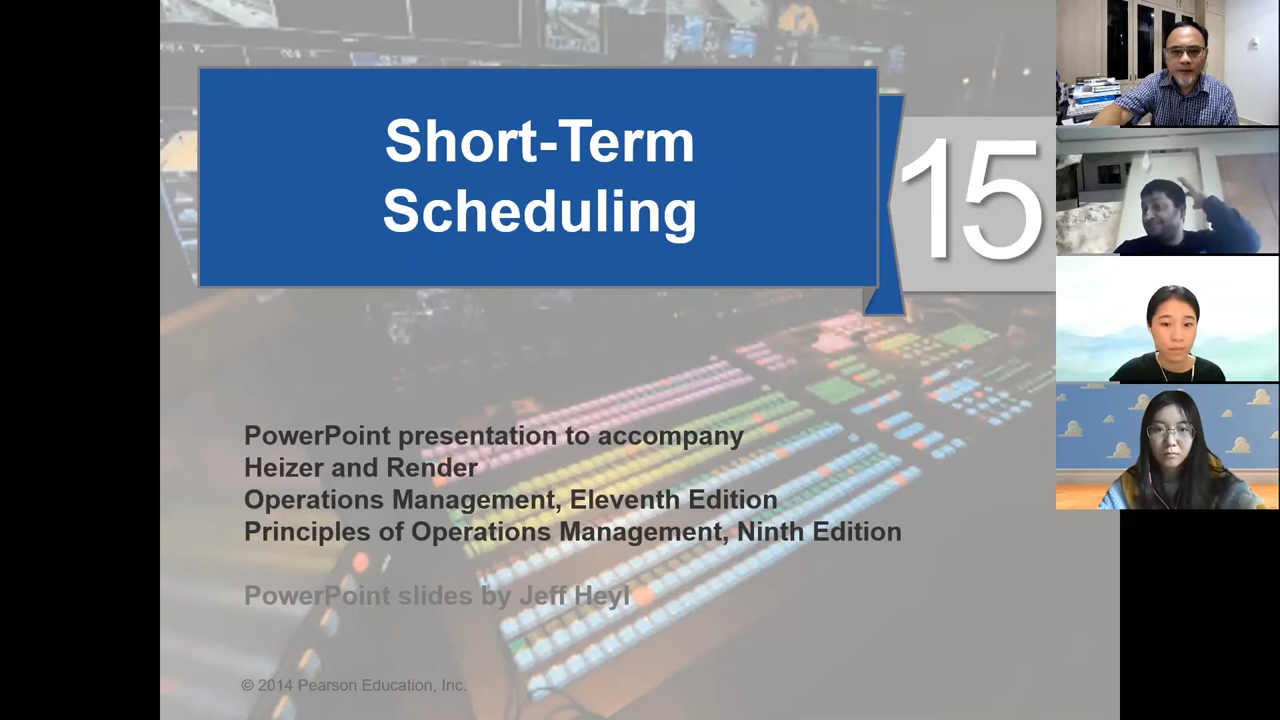 Short-Term
Scheduling
15
PowerPoint presentation to accompany
Heizer and Render
Operations Management, Eleventh Edition
Principles of Operations Management, Ninth Edition
PowerPoint slides by Jeff Heyl
© 2014 Pearson Education, Inc.